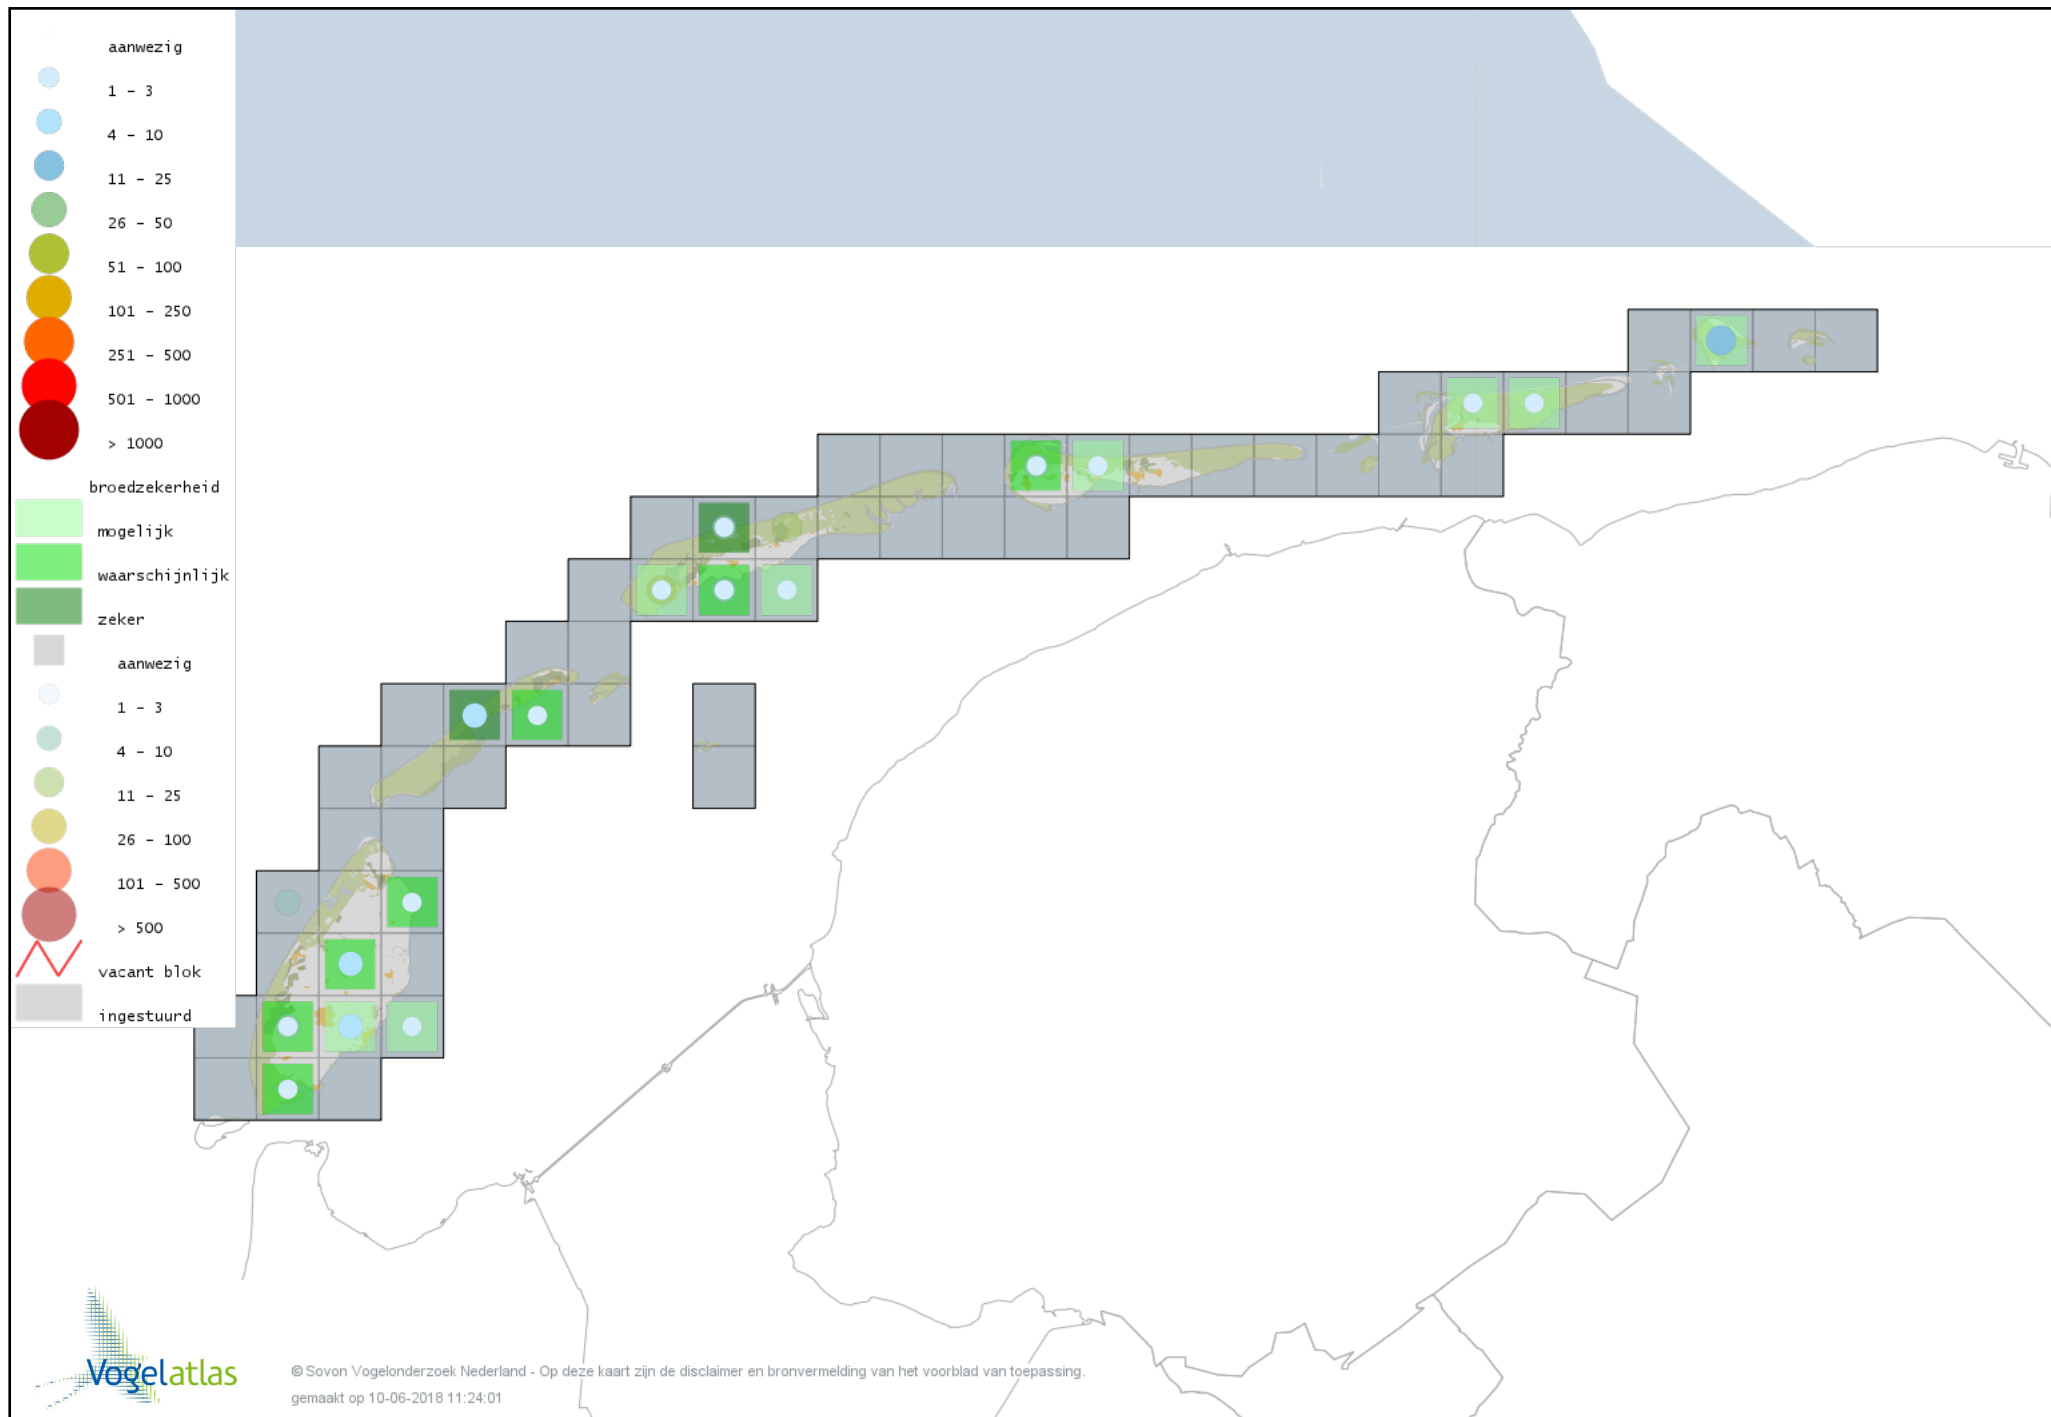 aanwezig
1 - 3
4 - 10
11 - 25
26 - 50
51 - 100
101 - 250
251 - 500
501 - 1000
> 1000
broedzekerheid
mogelijk
waarschijnlijk
zeker
aanwezig
1 - 3
4 - 10
11 - 25
26 - 100
101 - 500
> 500
vacant blok
ingestuurd
Vogelatlas
© Sovon Vogelonderzoek Nederland - Op deze kaart zijn de disclaimer en bronvermelding van het voorblad van toepassing.
gemaakt op 10-06-2018 11:24:01